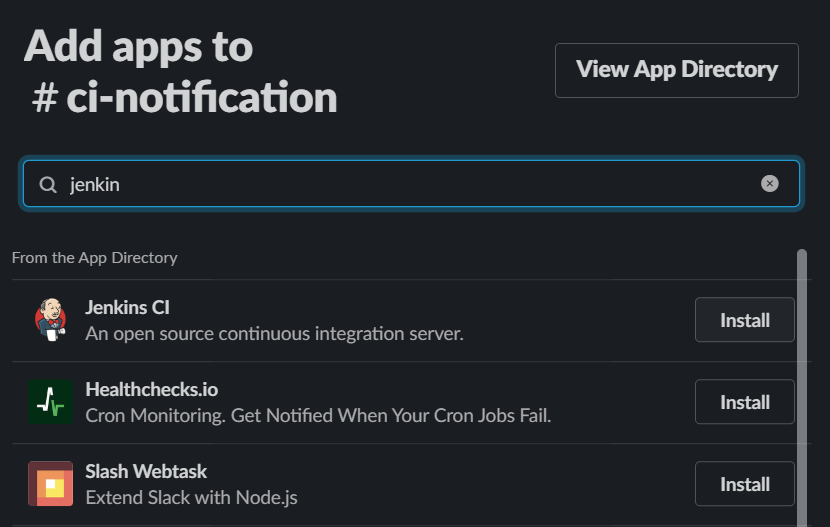 Add apps to
# ci-notification
View App Directory
jenkin
From the App Directory
Jenkins CI
An open source continuous integration server.
Install
Healthchecks.io
Cron Monitoring. Get Notified When Your Cron Jobs Fail.
Install
Slash Webtask
Extend Slack with Node.js
Install